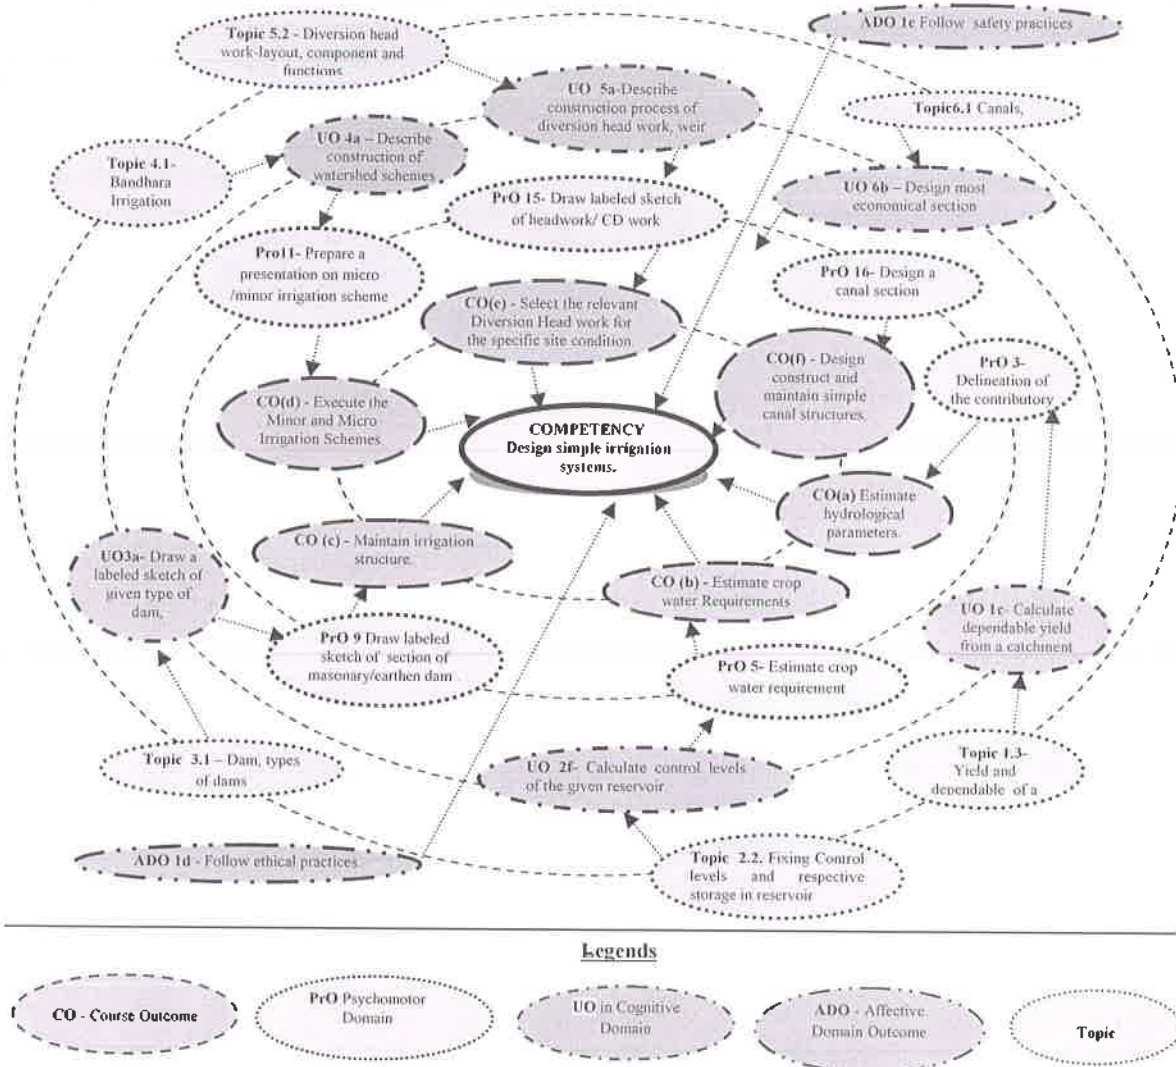 Topic 5.2 - Diversion head
work-layout, component and
functions
ADO 1e Follow safety practices
UO 5a-Describe
construction process of
diversion head work, weir
Topic6.1 Canals,
UO 4a – Describe
construction of
watershed schemes
Topic 4.1-
Bandhara
Irrigation
PrO 15- Draw labeled sketch
of headwork/ CD work
UO 6b – Design most
economical section
Pro11- Prepare a
presentation on micro
/minor irrigation scheme
PrO 16- Design a
canal section
CO(e) - Select the relevant
Diversion Head work for
the specific site condition.
CO(f) - Design
construct and
maintain simple
canal structures.
PrO 3-
Delineation of
the contributory
CO(d) - Execute the
Minor and Micro
Irrigation Schemes
COMPETENCY
Design simple irrigation
systems.
CO(a) Estimate
hydrological
parameters.
CO (c) - Maintain irrigation
structure.
UO3a- Draw a
labeled sketch of
given type of
dam,
CO (b) - Estimate crop
water Requirements
UO 1e- Calculate
dependable yield
from a catchment
PrO 9 Draw labeled
sketch of section of
masonary/earthen dam
PrO 5- Estimate crop
water requirement
Topic 3.1 – Dam, types
of dams
UO 2f- Calculate control levels
of the given reservoir
Topic 1.3-
Yield and
dependable of a
ADO 1d - Follow ethical practices
Topic 2.2. Fixing Control
levels and respective
storage in reservoir
Legends
CO - Course Outcome
PrO Psychomotor
Domain
UO in Cognitive
Domain
ADO - Affective
Domain Outcome
Topic